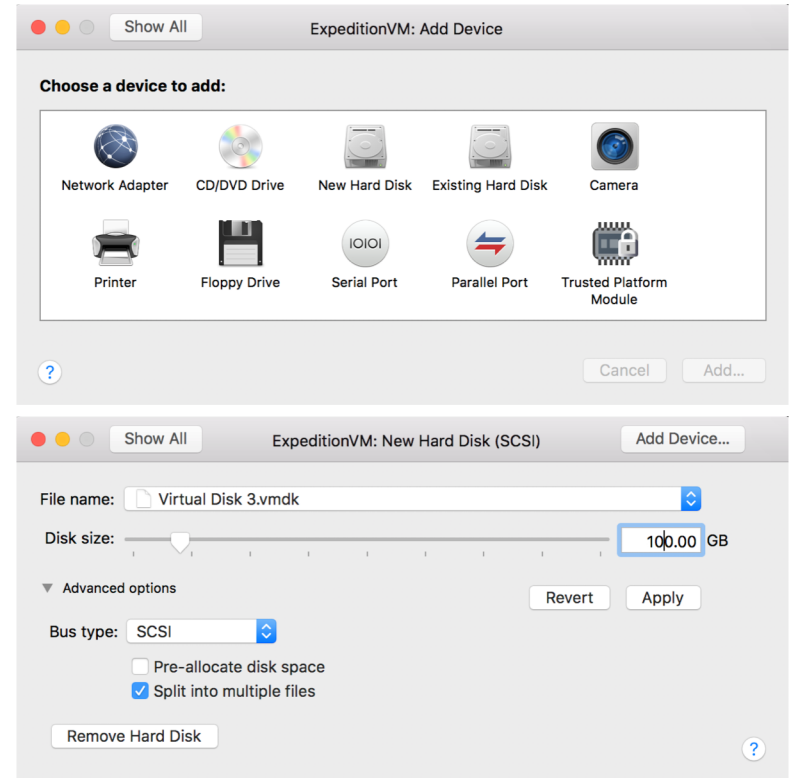 Show All
ExpeditionVM: Add Device
Choose a device to add:
Network Adapter CD/DVD Drive New Hard Disk Existing Hard Disk Camera
IOIOI
Printer Floppy Drive Serial Port Parallel Port Trusted Platform
Module
?
Cancel Add...
Show All ExpeditionVM: New Hard Disk (SCSI) Add Device...
File name: Virtual Disk 3.vmdk
Disk size: 100.00 GB
Advanced options
Revert Apply
Bus type: SCSI
Pre-allocate disk space
Split into multiple files
Remove Hard Disk
?